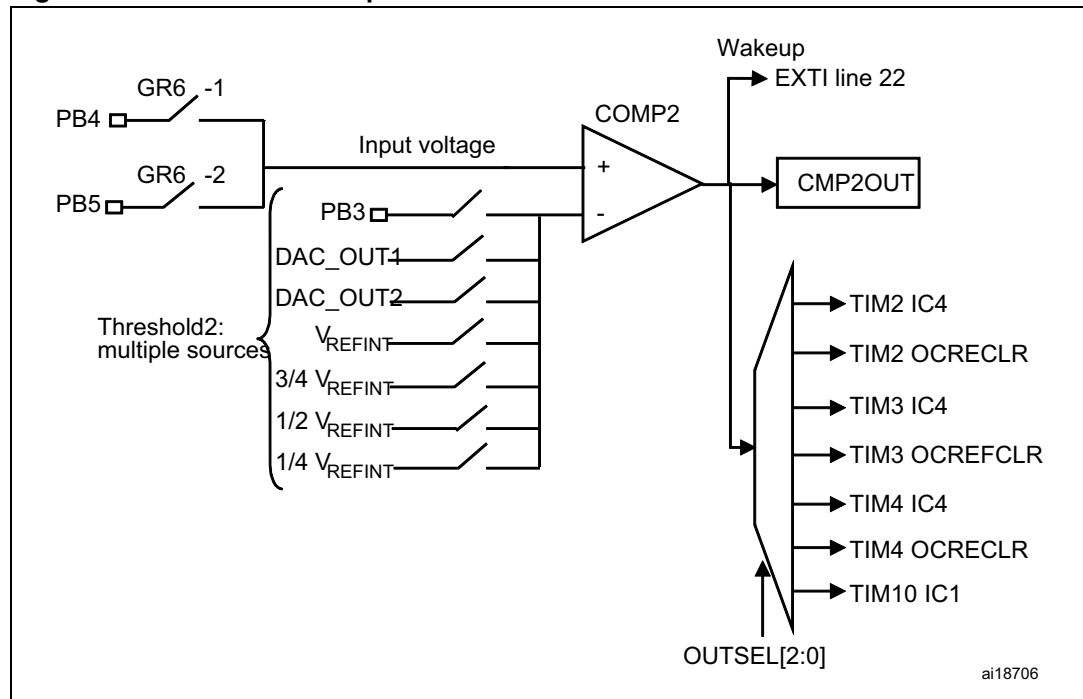 Wakeup
EXTI line 22
GR6 -1
PB4
COMP2
Input voltage
+
CMP2OUT
GR6 -2
PB5
PB3
-
DAC_OUT1
DAC_OUT2
Threshold2:
multiple sources
VREFINT
3/4 VREFINT
1/2 VREFINT
1/4 VREFINT
TIM2 IC4
TIM2 OCRECLR
TIM3 IC4
TIM3 OCREFCLR
TIM4 IC4
TIM4 OCRECLR
TIM10 IC1
OUTSEL[2:0]
ai18706